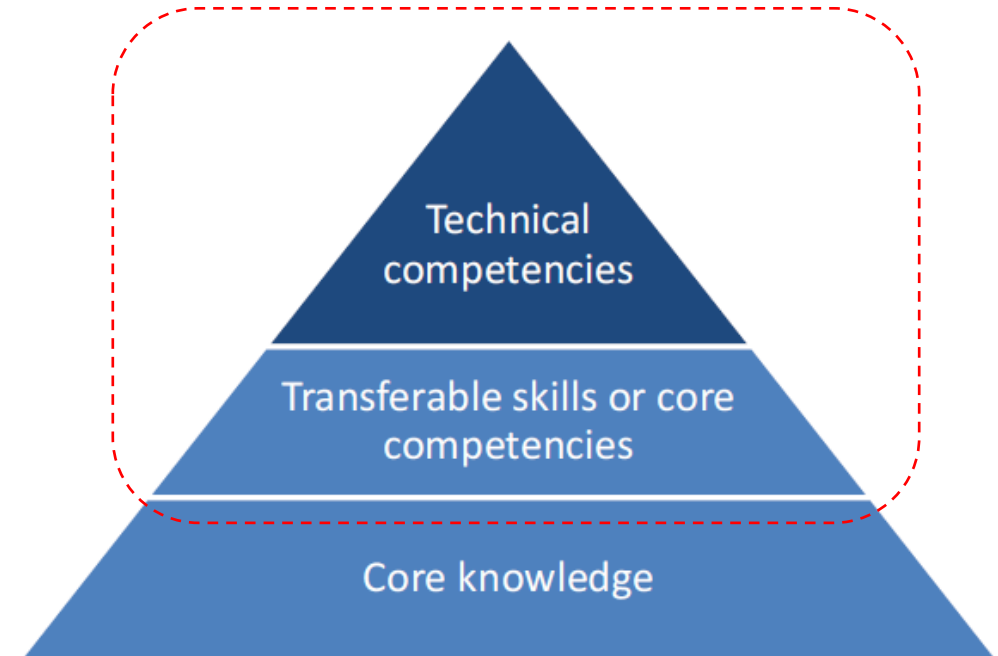 Technical
competencies
Transferable skills or core
competencies
Core knowledge